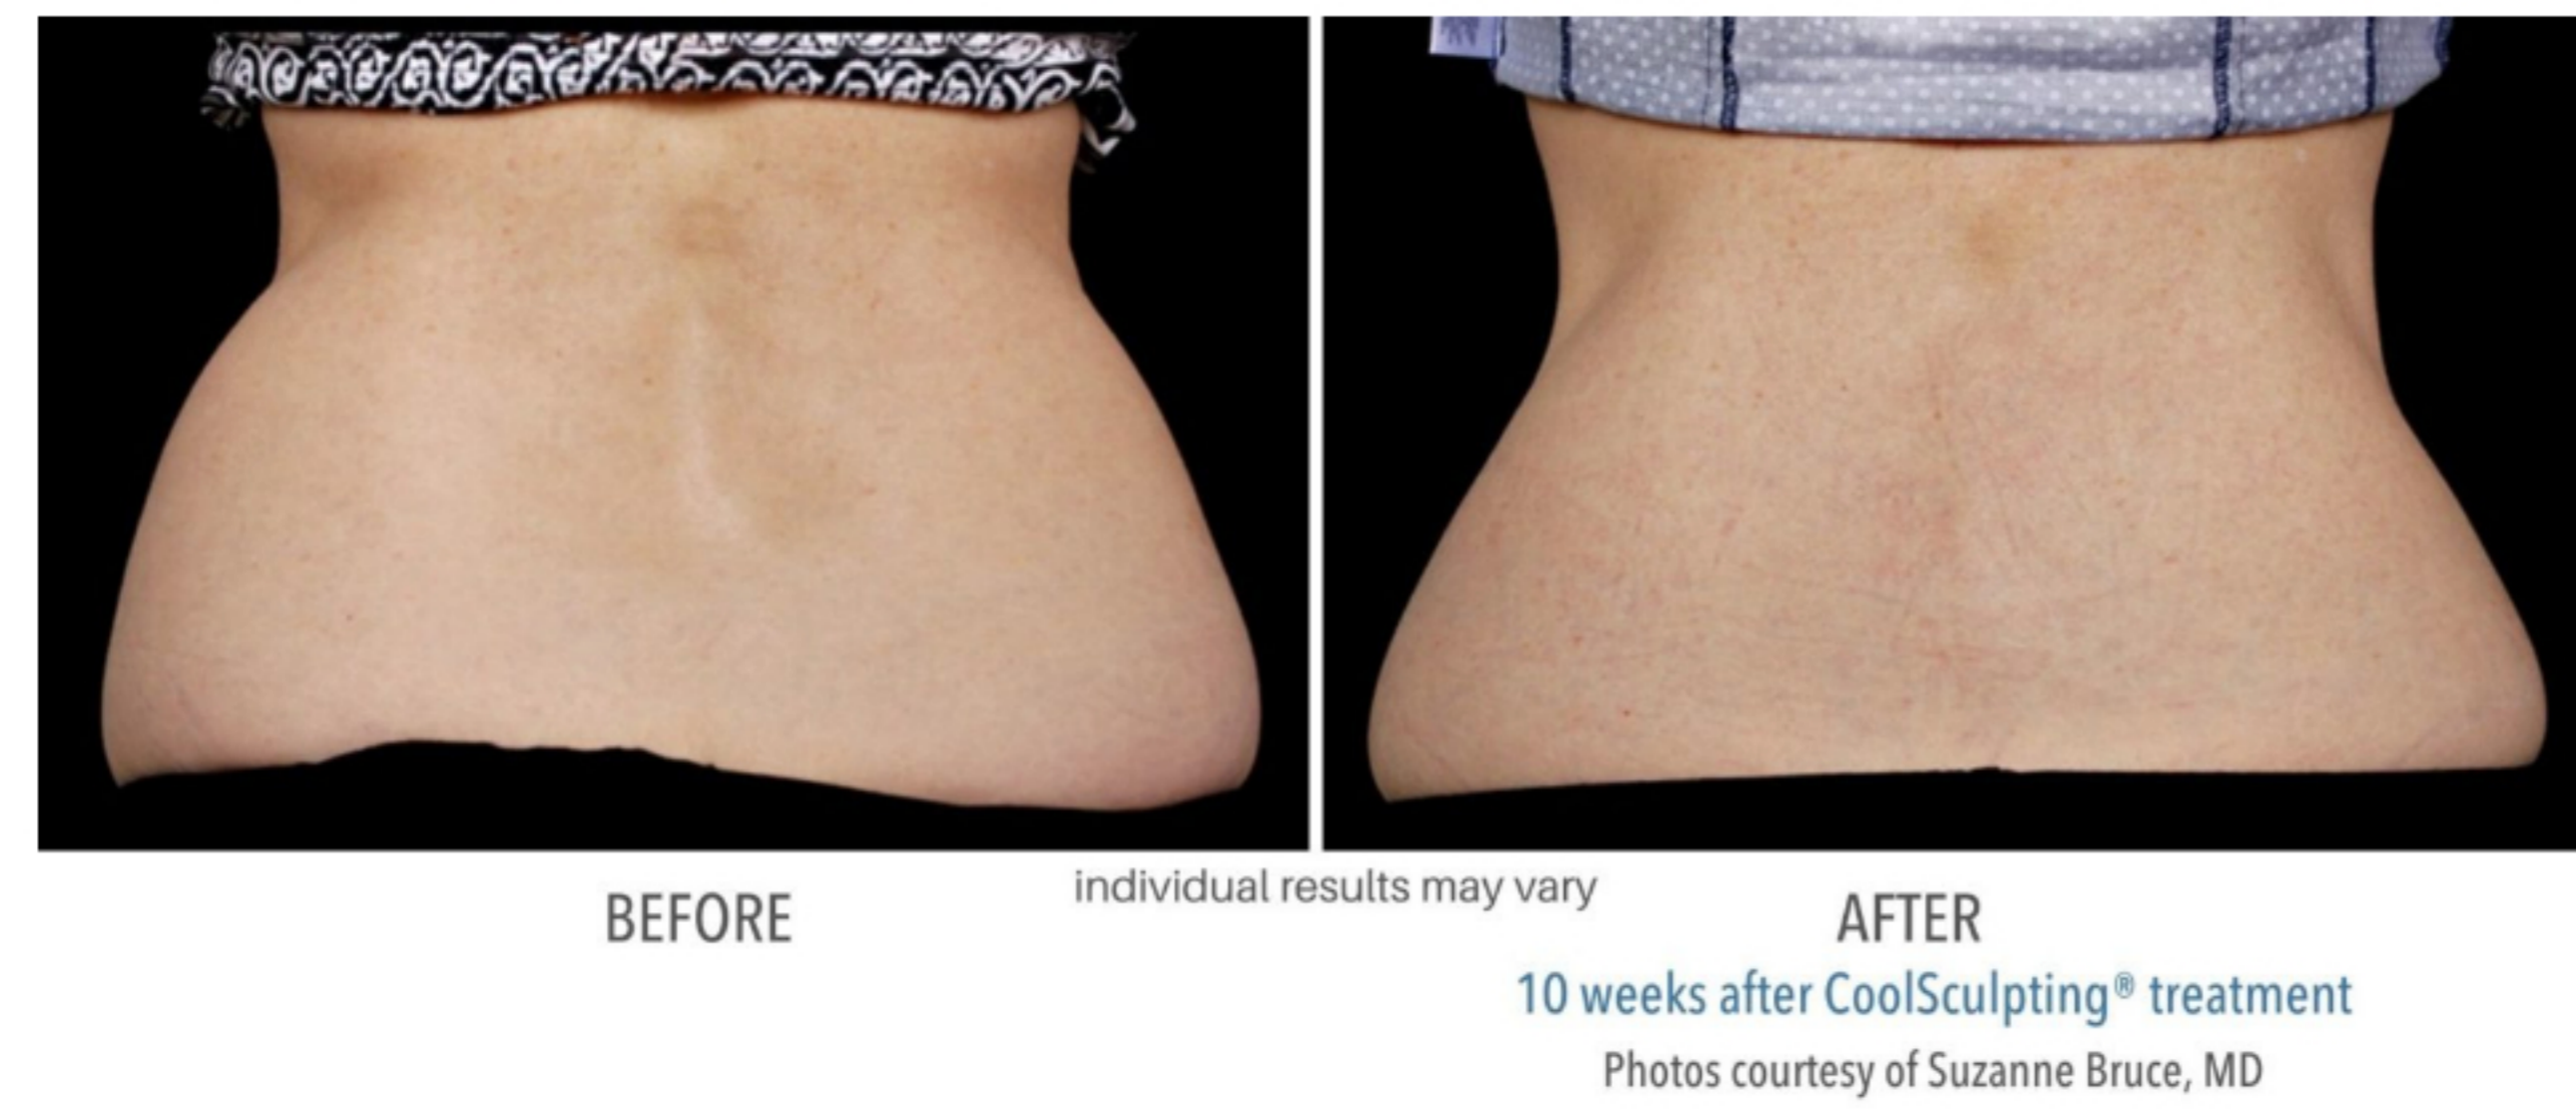 BEFORE
individual results may vary
AFTER
10 weeks after CoolSculpting® treatment
Photos courtesy of Suzanne Bruce, MD